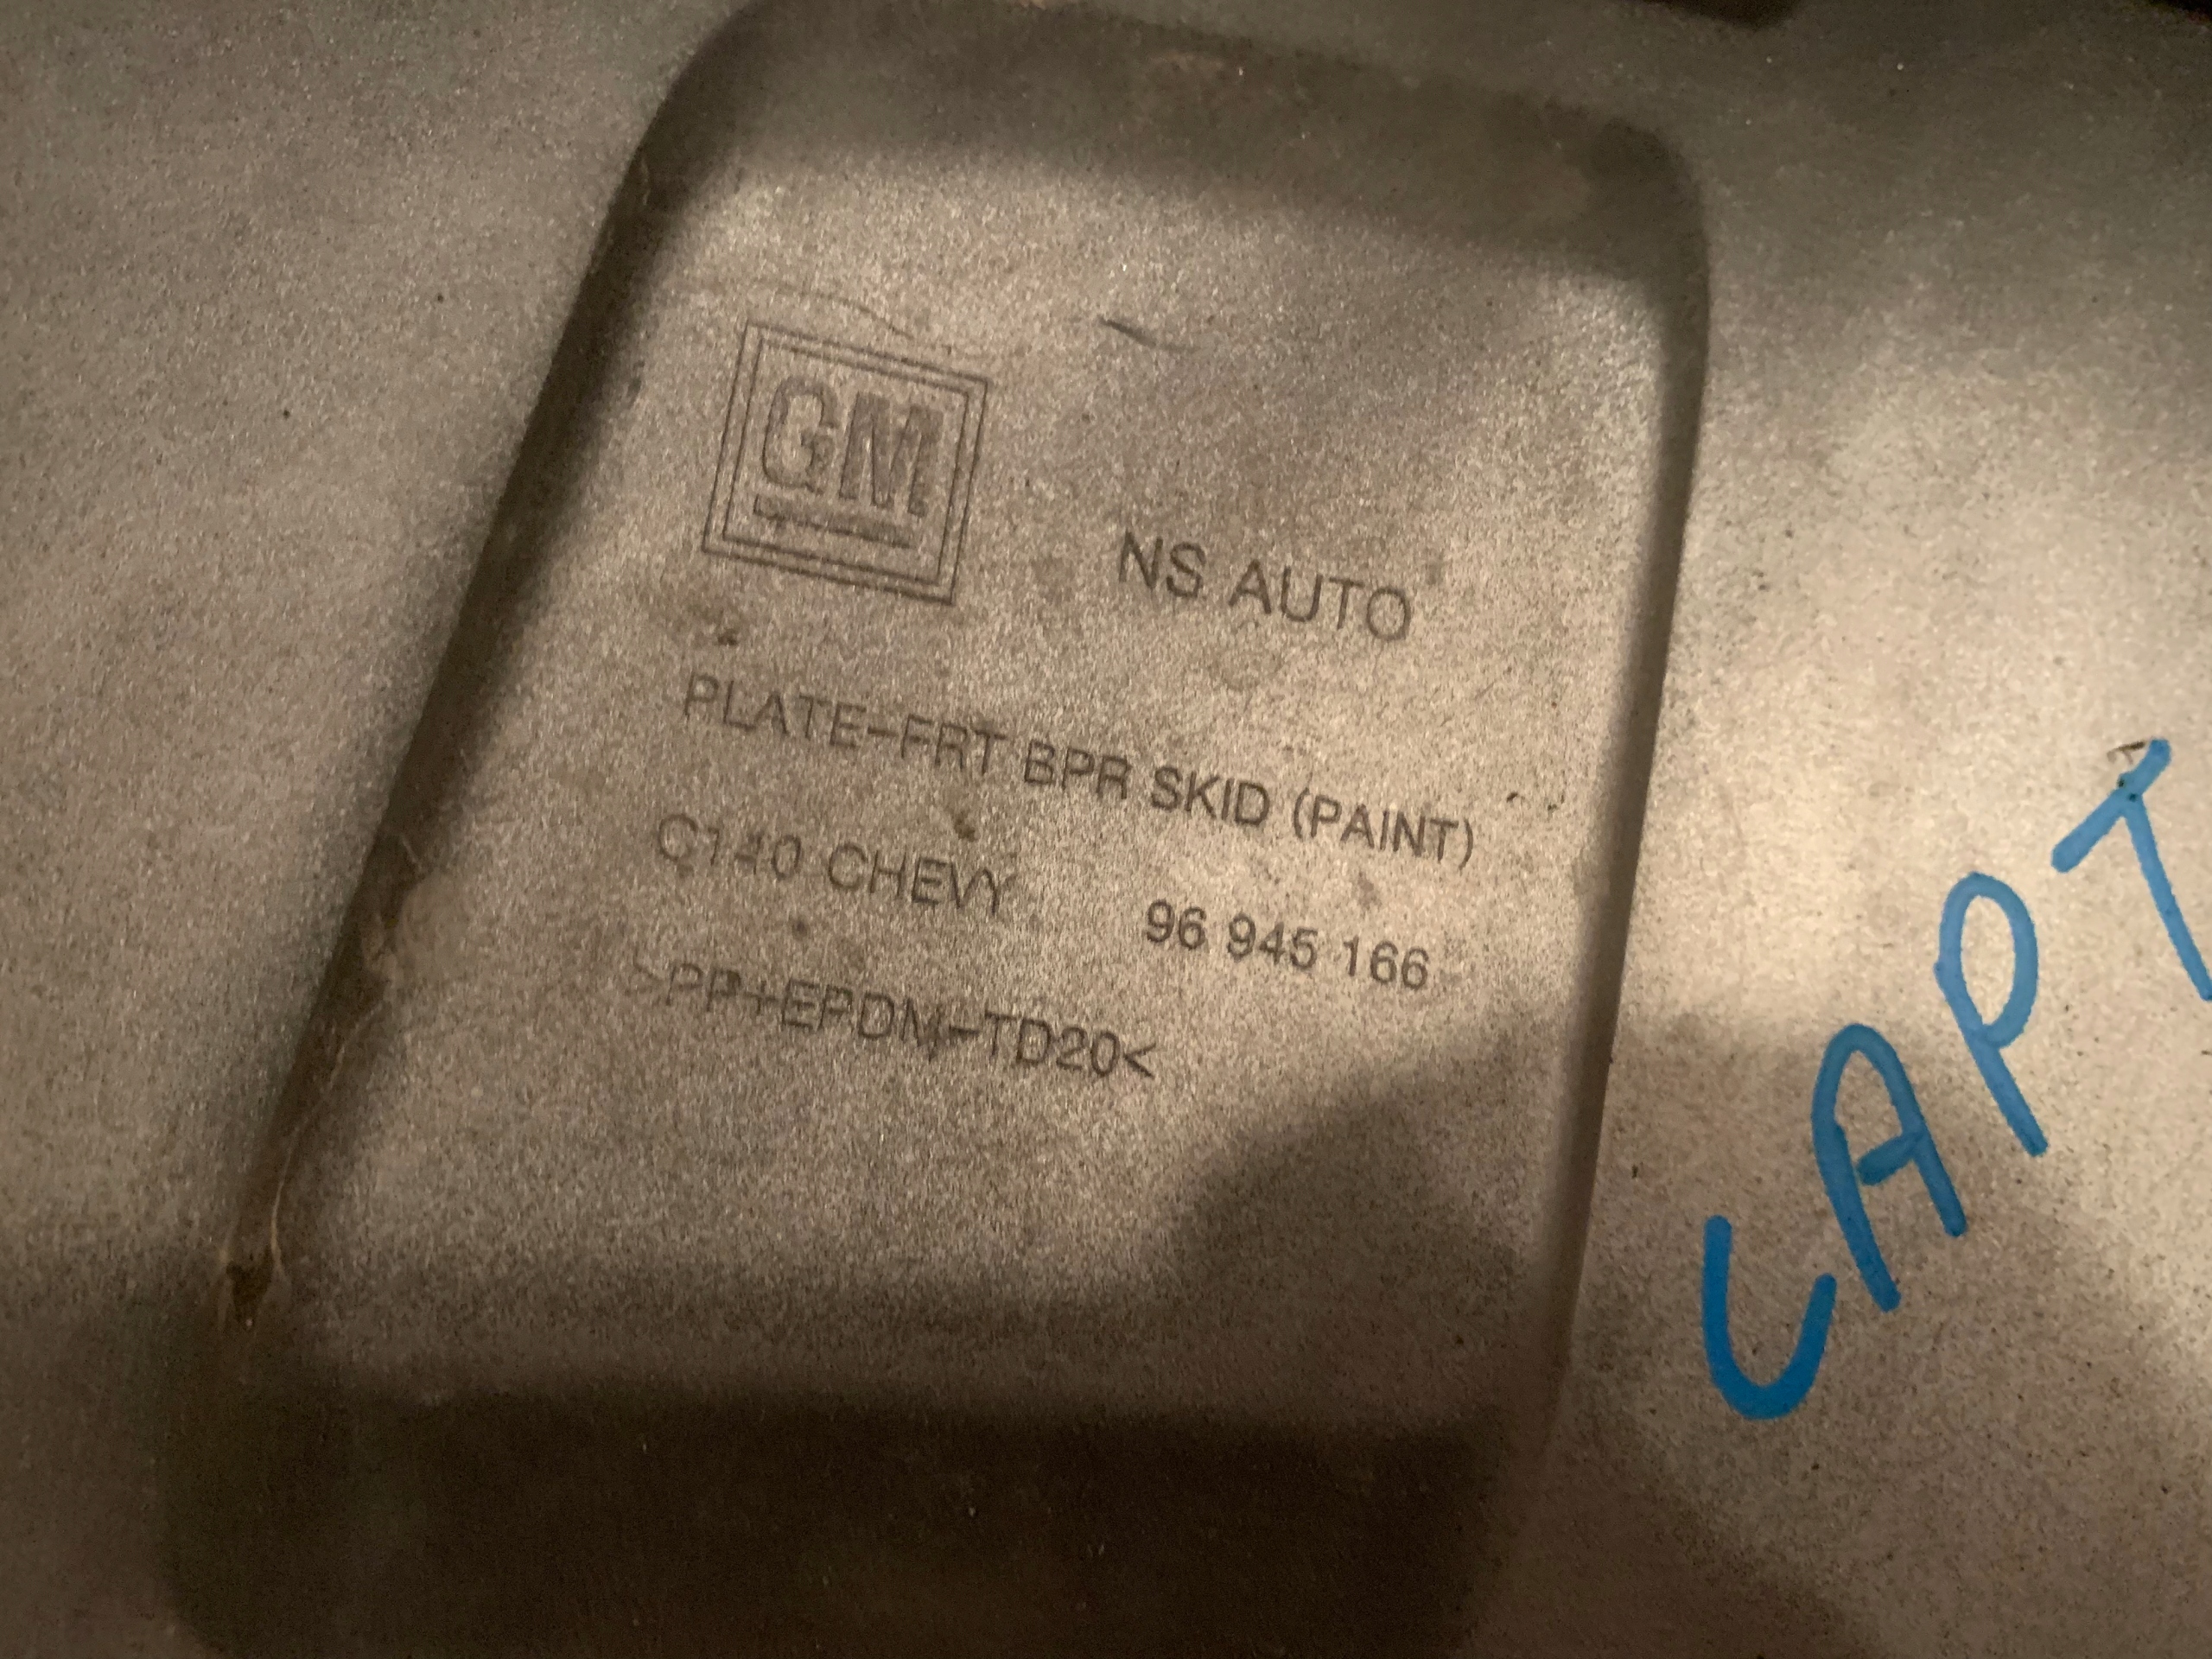 GM
NS AUTO
PLATE-FRT BPR SKID (PAINT)
C140 CHEVY 96 945 166
>PP+EPDM-TD20<
CAPT